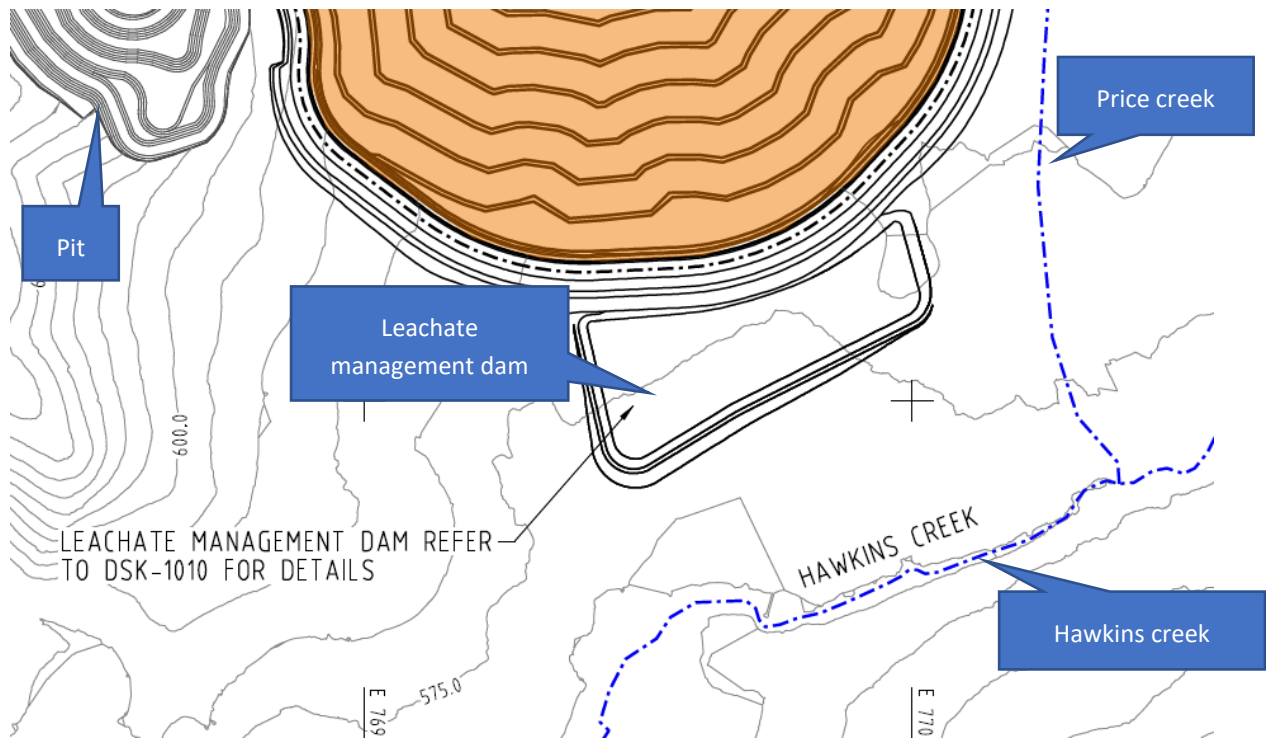 Price creek
Pit
Leachate
management dam
600.0
LEACHATE MANAGEMENT DAM REFER
TO DSK-1010 FOR DETAILS
HAWKINS CREEK
Hawkins creek
575.0
E 769
E 770